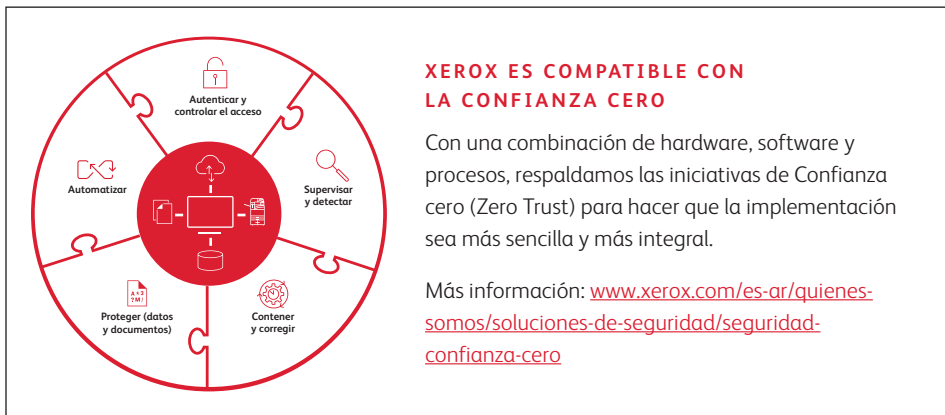 Autenticar y
controlar el acceso
Automatizar
Supervisar
y detectar
A*3
?M/
Proteger (datos
y documentos)
Contener
y corregir
XEROX ES COMPATIBLE CON
LA CONFIANZA CERO
Con una combinación de hardware, software y
procesos, respaldamos las iniciativas de Confianza
cero (Zero Trust) para hacer que la implementación
sea más sencilla y más integral.
Más información: www.xerox.com/es-ar/quienes-
somos/soluciones-de-seguridad/seguridad-
confianza-cero